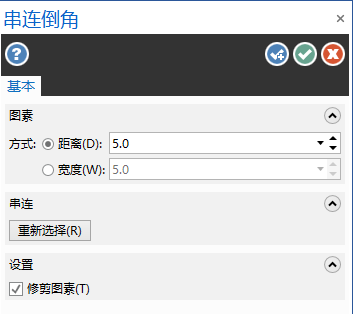 串连倒角
基本
图素
方式: 距离(D): 5.0
宽度(W): 5.0
串连
重新选择(R)
设置
修剪图素(T)